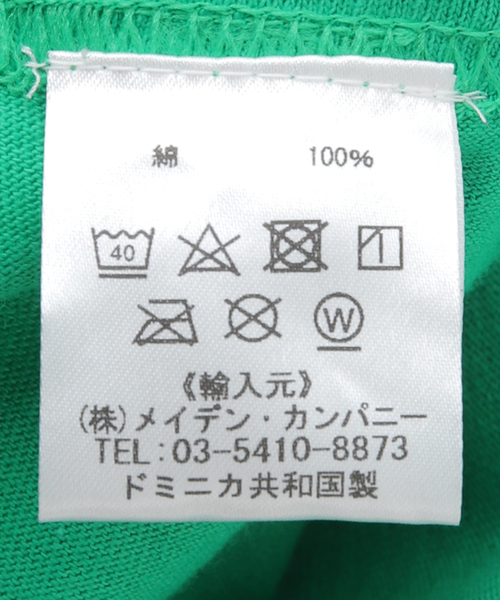 綿 100%
40
W
《輸入元》
(株)メイデン・カンパニー
TEL:03-5410-8873
ドミニカ共和国製